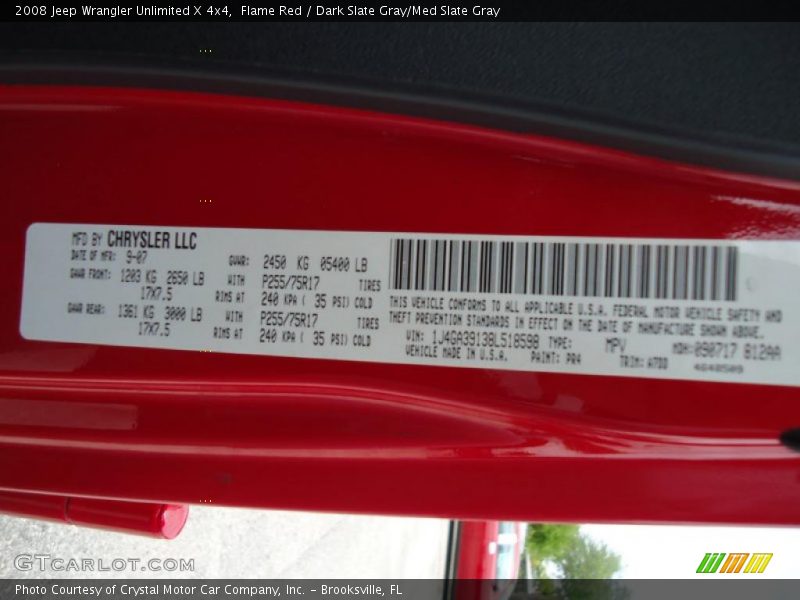 2008 Jeep Wrangler Unlimited X 4x4, Flame Red / Dark Slate Gray/Med Slate Gray
MFD BY CHRYSLER LLC
DATE OF MFR: 9-07 GVWR: 2450 KG 05400 LB
GAWR FRONT: 1203 KG 2650 LB WITH P255/75R17 TIRES
17X7.5 RIMS AT 240 KPA ( 35 PSI) COLD
GAWR REAR: 1361 KG 3000 LB WITH P255/75R17 TIRES
17X7.5 RIMS AT 240 KPA ( 35 PSI) COLD
THIS VEHICLE CONFORMS TO ALL APPLICABLE U.S.A. FEDERAL MOTOR VEHICLE SAFETY AND
THEFT PREVENTION STANDARDS IN EFFECT ON THE DATE OF MANUFACTURE SHOWN ABOVE.
VIN: 1J4GA39138L518598 TYPE: MPV MDH:090717 812AA
VEHICLE MADE IN U.S.A. PAINT: PR4 TRIM:A7DD
GTcarlot.com
Photo Courtesy of Crystal Motor Car Company, Inc. - Brooksville, FL